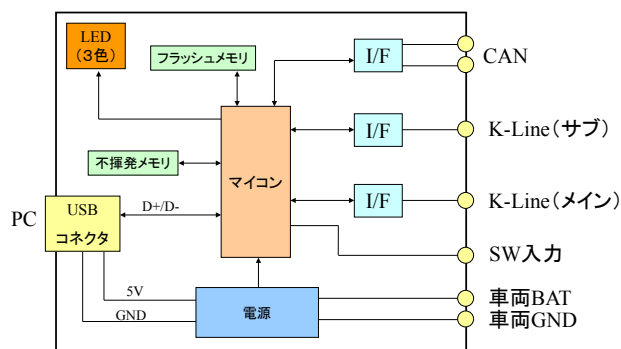 LED
(3色)
フラッシュメモリ
I/F
CAN
I/F
K-Line(サブ)
不揮発メモリ
マイコン
I/F
K-Line(メイン)
PC
USB
コネクタ
D+/D-
SW入力
5V
GND
電源
車両BAT
車両GND